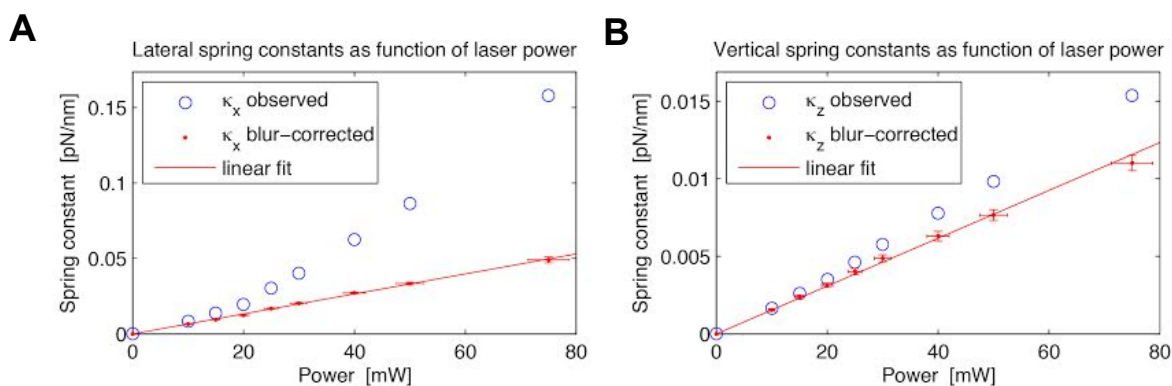 A
Lateral spring constants as function of laser power
Spring constant [pN/nm]
0.15
0.1
0.05
0
κx observed
κx blur−corrected
linear fit
0 20 40 60 80
Power [mW]
B
Vertical spring constants as function of laser power
Spring constant [pN/nm]
0.015
0.01
0.005
0
κz observed
κz blur−corrected
linear fit
0 20 40 60 80
Power [mW]